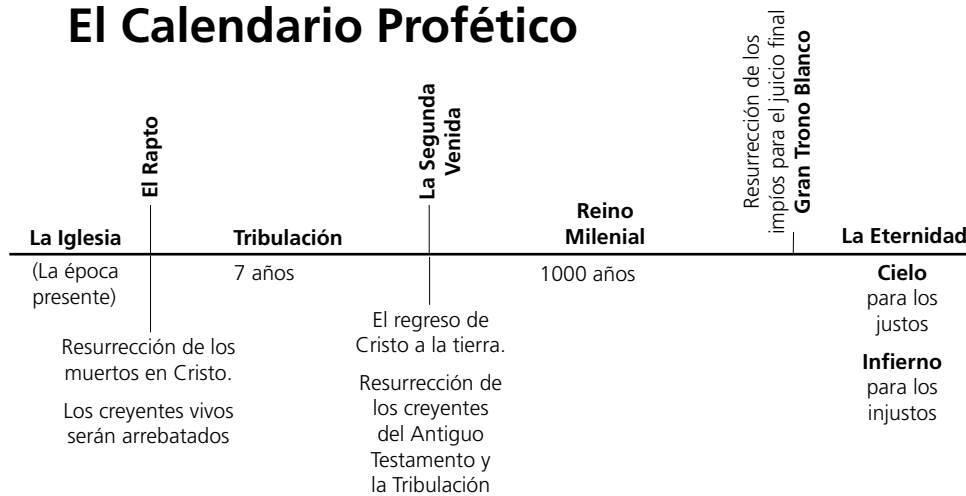 El Calendario Profético
El Rapto
La Segunda
Venida
Resurrección de los
impíos para el juicio final
Gran Trono Blanco
La Iglesia
Tribulación
Reino
Milenial
La Eternidad
(La época
presente)
7 años
1000 años
Cielo
para los
justos
Infierno
para los
injustos
Resurrección de los
muertos en Cristo.
Los creyentes vivos
serán arrebatados
El regreso de
Cristo a la tierra.
Resurrección de
los creyentes
del Antiguo
Testamento y
la Tribulación